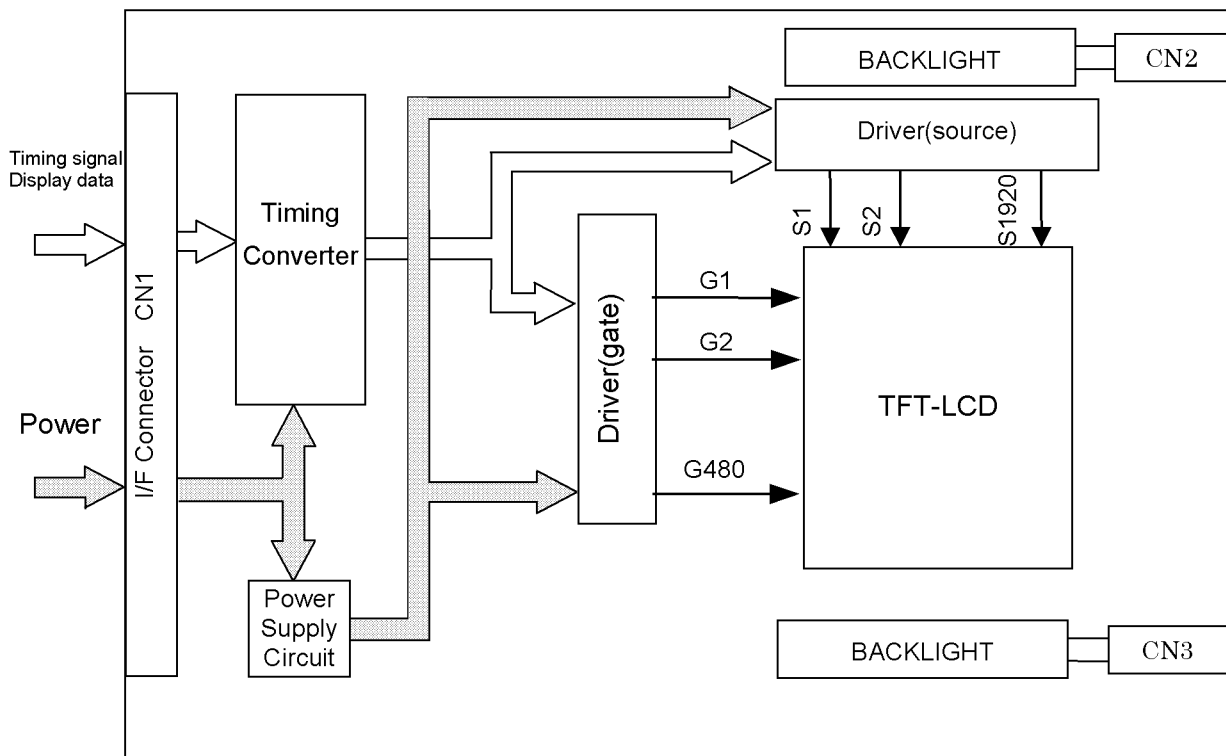 BACKLIGHT
CN2
Timing signal
Display data
Driver(source)
Timing
Converter
S1
S2
S1920
I/F Connector CN1
Driver(gate)
G1
G2
TFT-LCD
Power
G480
Power
Supply
Circuit
BACKLIGHT
CN3